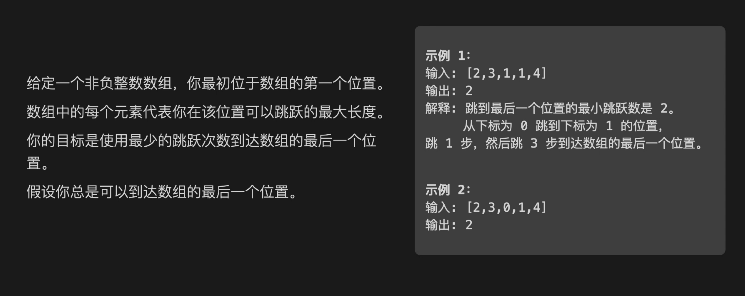 给定一个非负整数数组，你最初位于数组的第一个位置。
数组中的每个元素代表你在该位置可以跳跃的最大长度。
你的目标是使用最少的跳跃次数到达数组的最后一个位
置。
假设你总是可以到达数组的最后一个位置。
示例 1:
输入: [2,3,1,1,4]
输出: 2
解释: 跳到最后一个位置的最小跳跃数是 2。
从下标为 0 跳到下标为 1 的位置，
跳 1 步，然后跳 3 步到达数组的最后一个位置。
示例 2:
输入: [2,3,0,1,4]
输出: 2